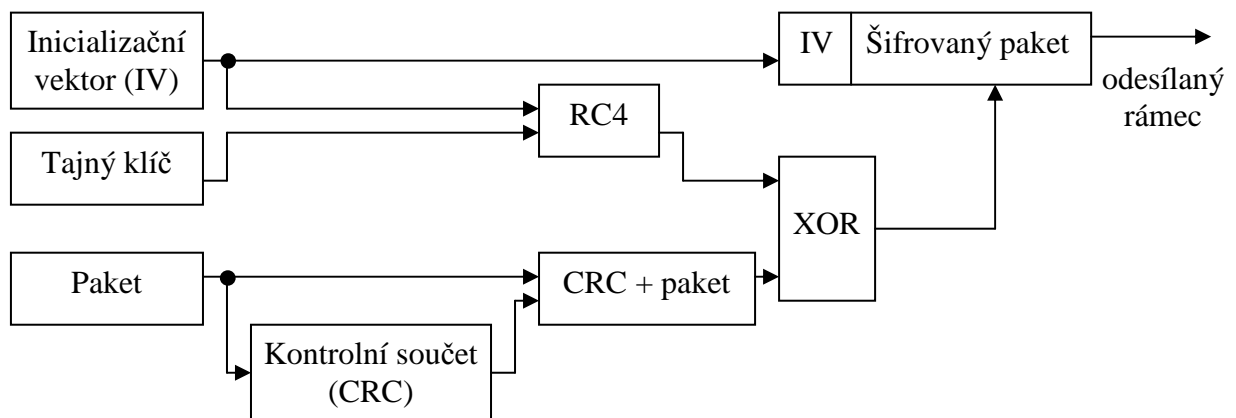 Inicializační
vektor (IV)
IV
Šifrovaný paket
odesílaný
rámec
RC4
Tajný klíč
XOR
Paket
CRC + paket
Kontrolní součet
(CRC)